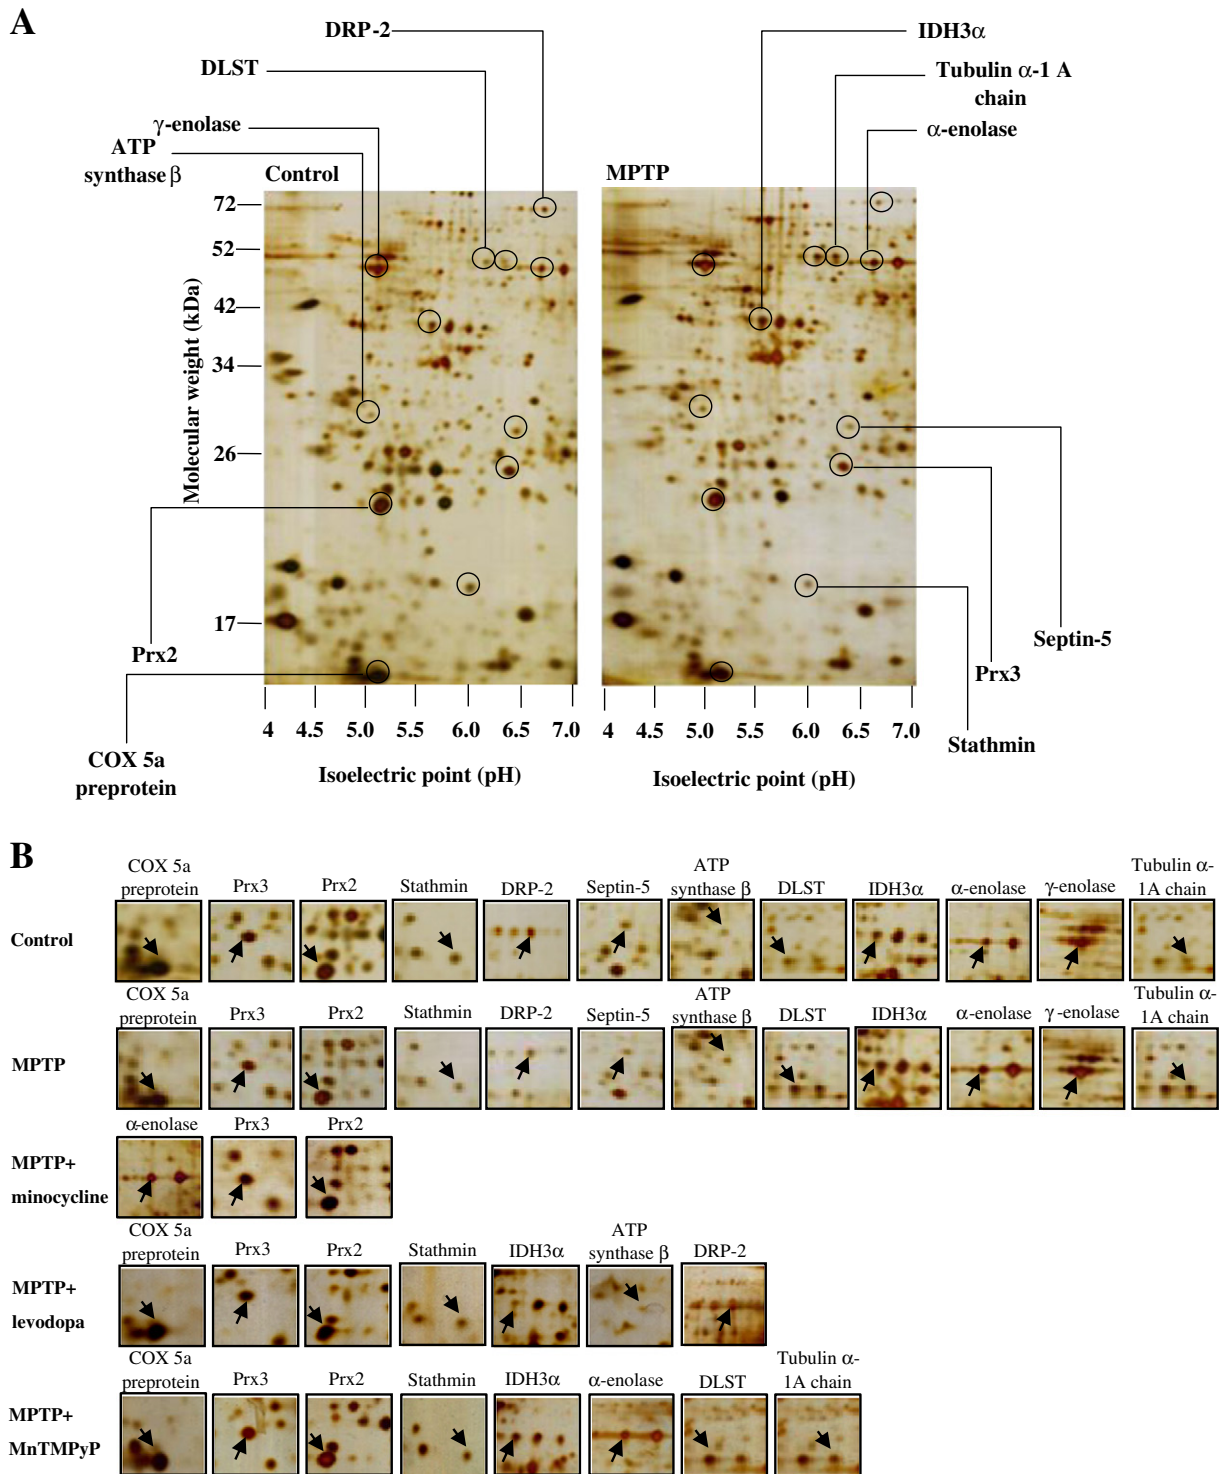 A
DRP-2
IDH3α
DLST
Tubulin α-1 A
chain
γ-enolase
α-enolase
ATP
synthase β
Control
MPTP
72
52
42
34
26
17
Molecular weight (kDa)
Prx2
Septin-5
Prx3
Stathmin
COX 5a
preprotein
4 4.5 5.0 5.5 6.0 6.5 7.0
4 4.5 5.0 5.5 6.0 6.5 7.0
Isoelectric point (pH)
Isoelectric point (pH)
B
COX 5a
preprotein
Prx3
Prx2
Stathmin
DRP-2
Septin-5
ATP
synthase β
DLST
IDH3α
α-enolase
γ-enolase
Tubulin α-
1A chain
Control
COX 5a
preprotein
Prx3
Prx2
Stathmin
DRP-2
Septin-5
ATP
synthase β
DLST
IDH3α
α-enolase
γ-enolase
Tubulin α-
1A chain
MPTP
α-enolase
Prx3
Prx2
MPTP+
minocycline
COX 5a
preprotein
Prx3
Prx2
Stathmin
IDH3α
ATP
synthase β
DRP-2
MPTP+
levodopa
COX 5a
preprotein
Prx3
Prx2
Stathmin
IDH3α
α-enolase
DLST
Tubulin α-
1A chain
MPTP+
MnTMPyP